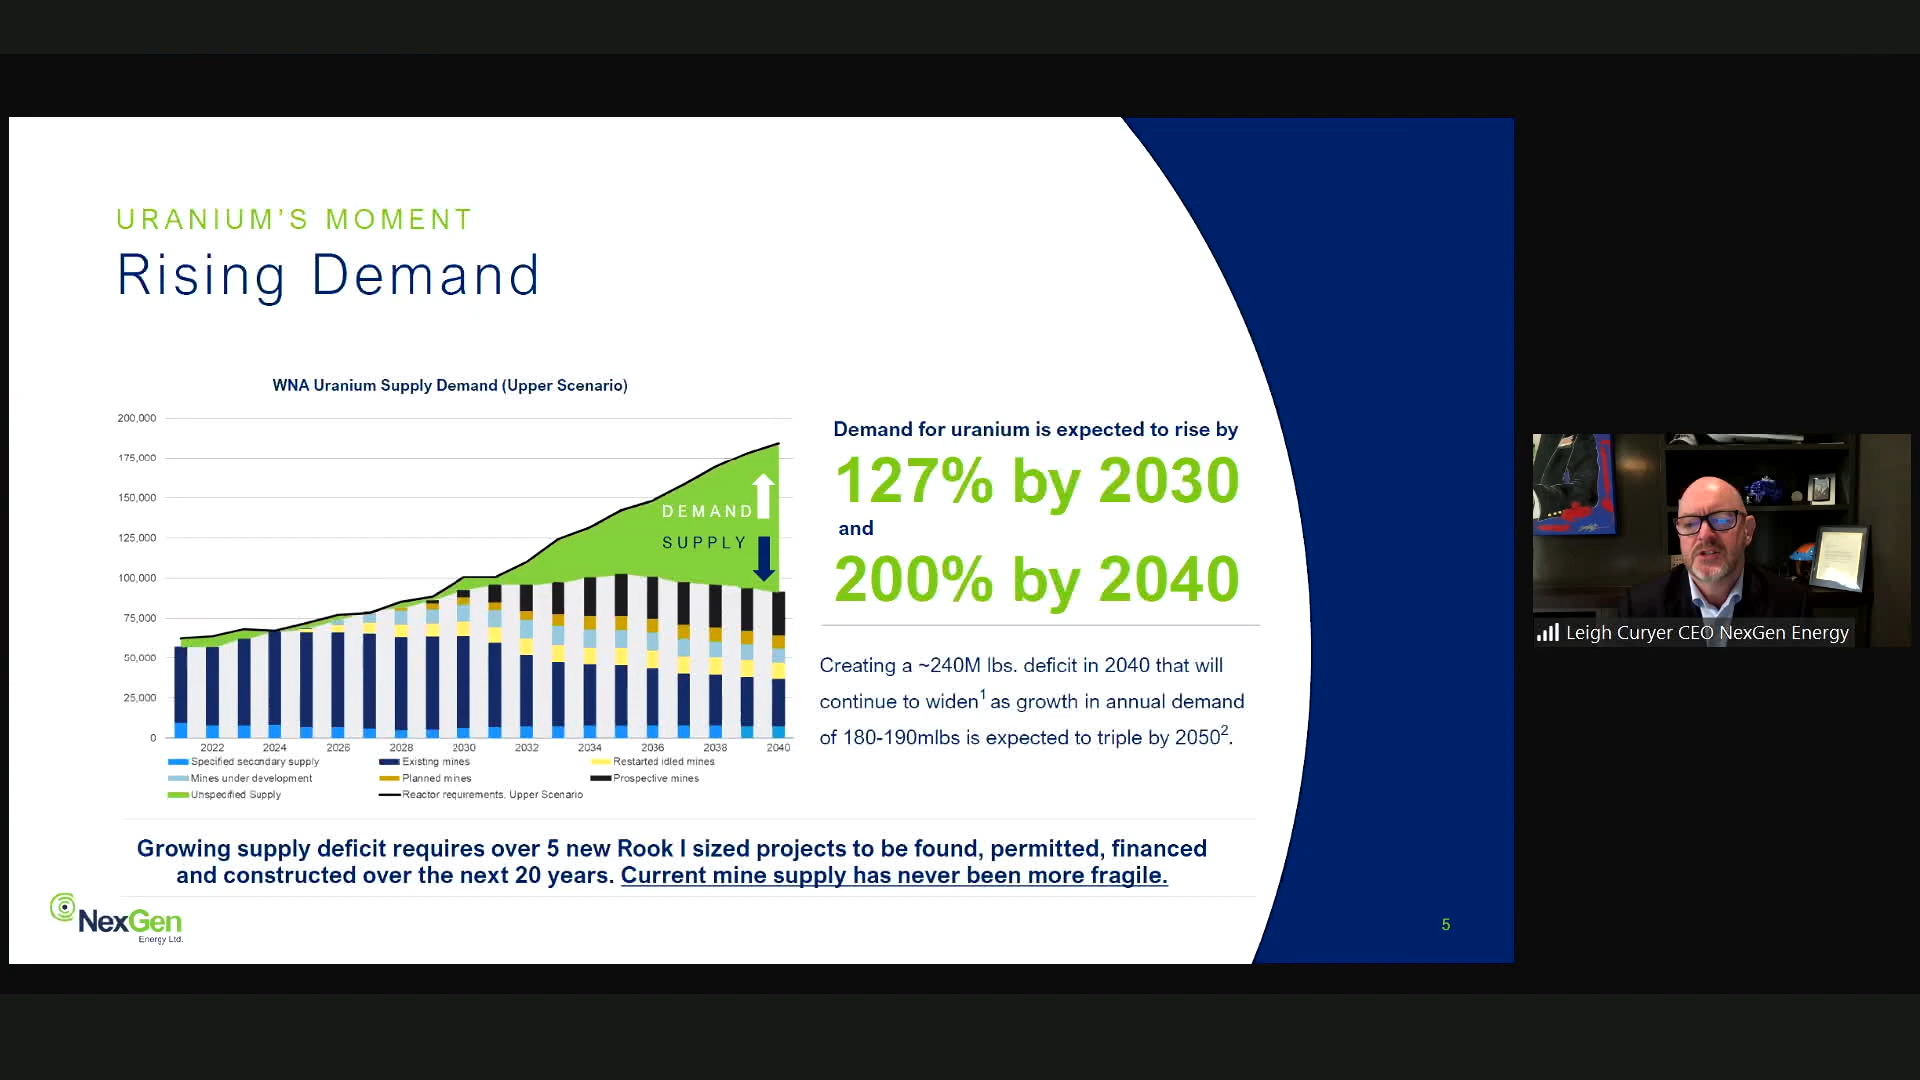 URANIUM'S MOMENT
Rising Demand
WNA Uranium Supply Demand (Upper Scenario)
200,000
175,000
150,000
125,000
100,000
75,000
50,000
25,000
0
DEMAND
SUPPLY
2022 2024 2026 2028 2030 2032 2034 2036 2038 2040
Specified secondary supply Existing mines Restarted idled mines
Mines under development Planned mines Prospective mines
Unspecified Supply Reactor requirements, Upper Scenario
Demand for uranium is expected to rise by
127% by 2030
and
200% by 2040
Creating a ~240M lbs. deficit in 2040 that will
continue to widen¹ as growth in annual demand
of 180-190mlbs is expected to triple by 2050².
Growing supply deficit requires over 5 new Rook I sized projects to be found, permitted, financed
and constructed over the next 20 years. Current mine supply has never been more fragile.
NexGen
Energy Ltd.
5
Leigh Curyer CEO NexGen Energy